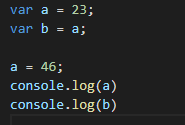 var a = 23;
var b = a;
a = 46;
console.log(a)
console.log(b)